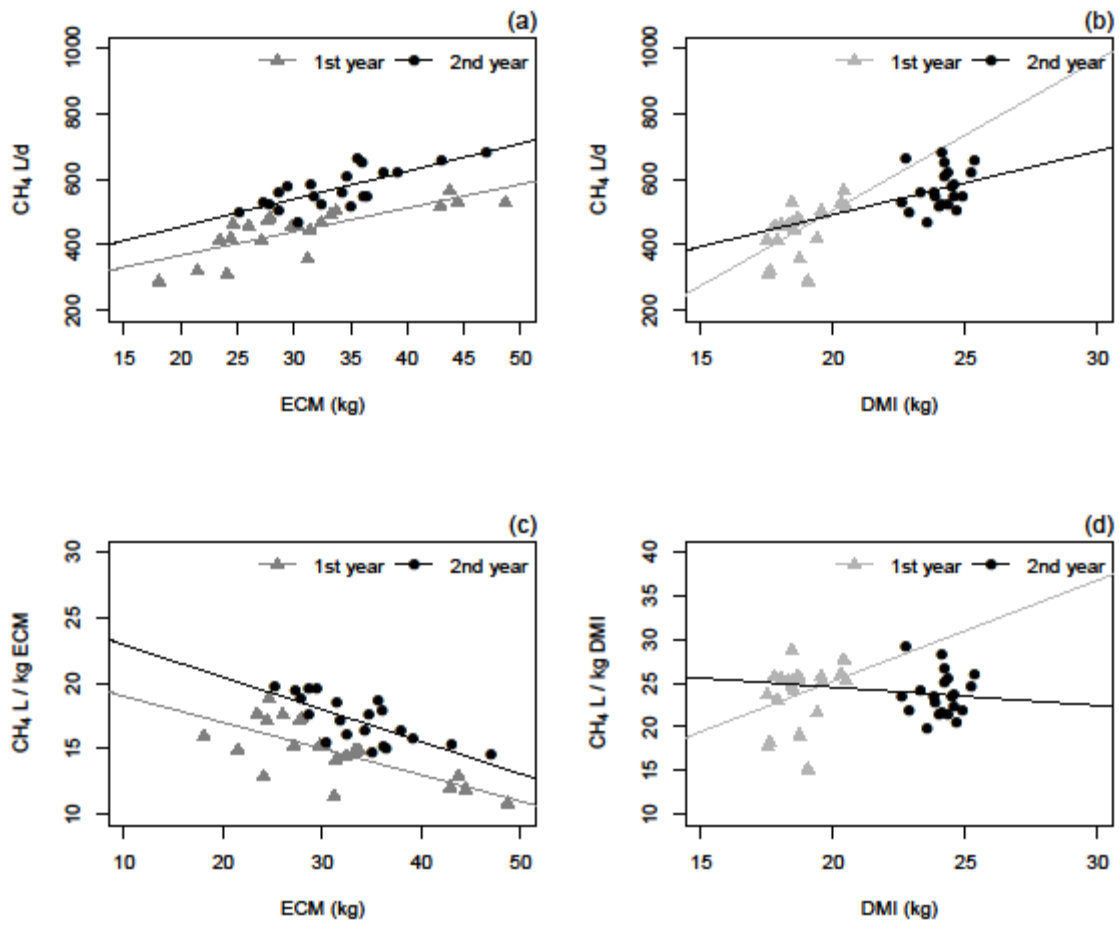 (a)
1st year 2nd year
CH₄ L/d
200 400 600 800 1000
15 20 25 30 35 40 45 50
ECM (kg)
(b)
1st year 2nd year
CH₄ L/d
200 400 600 800 1000
15 20 25 30
DMI (kg)
(c)
1st year 2nd year
CH₄ L / kg ECM
10 15 20 25 30
10 20 30 40 50
ECM (kg)
(d)
1st year 2nd year
CH₄ L / kg DMI
10 15 20 25 30 35 40
15 20 25 30
DMI (kg)